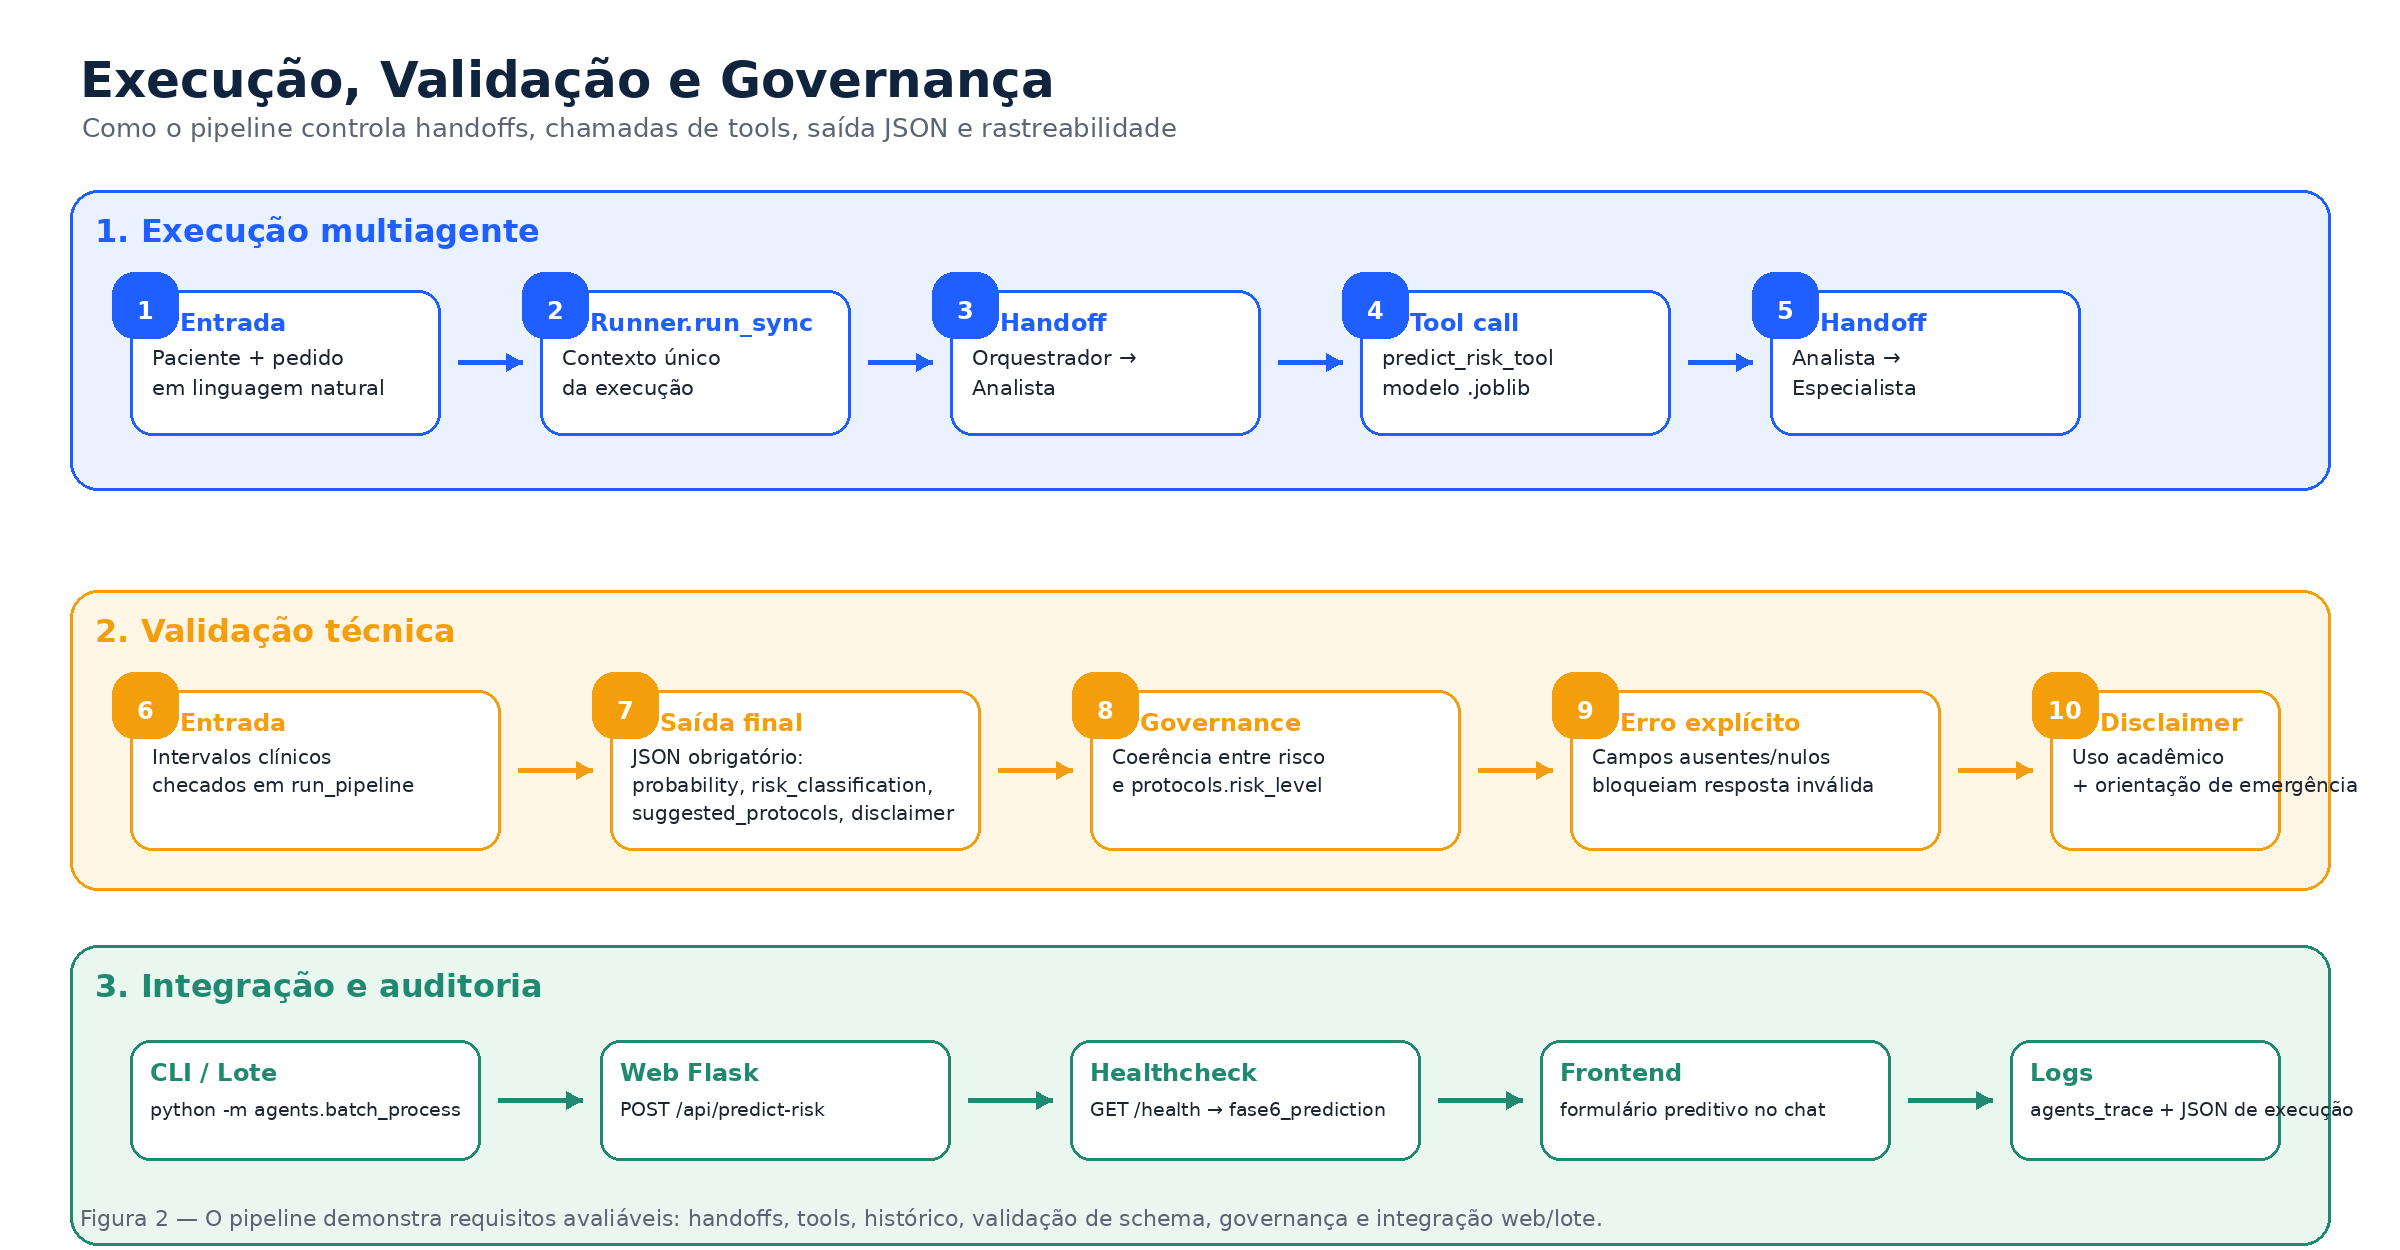 Execução, Validação e Governança
Como o pipeline controla handoffs, chamadas de tools, saída JSON e rastreabilidade
1. Execução multiagente
1
Entrada
Paciente + pedido
em linguagem natural
2
Runner.run_sync
Contexto único
da execução
3
Handoff
Orquestrador →
Analista
4
Tool call
predict_risk_tool
modelo .joblib
5
Handoff
Analista →
Especialista
2. Validação técnica
6
Entrada
Intervalos clínicos
checados em run_pipeline
7
Saída final
JSON obrigatório:
probability, risk_classification,
suggested_protocols, disclaimer
8
Governance
Coerência entre risco
e protocols.risk_level
9
Erro explícito
Campos ausentes/nulos
bloqueiam resposta inválida
10
Disclaimer
Uso acadêmico
+ orientação de emergência
3. Integração e auditoria
CLI / Lote
python -m agents.batch_process
Web Flask
POST /api/predict-risk
Healthcheck
GET /health → fase6_prediction
Frontend
formulário preditivo no chat
Logs
agents_trace + JSON de execução
Figura 2 — O pipeline demonstra requisitos avaliáveis: handoffs, tools, histórico, validação de schema, governança e integração web/lote.